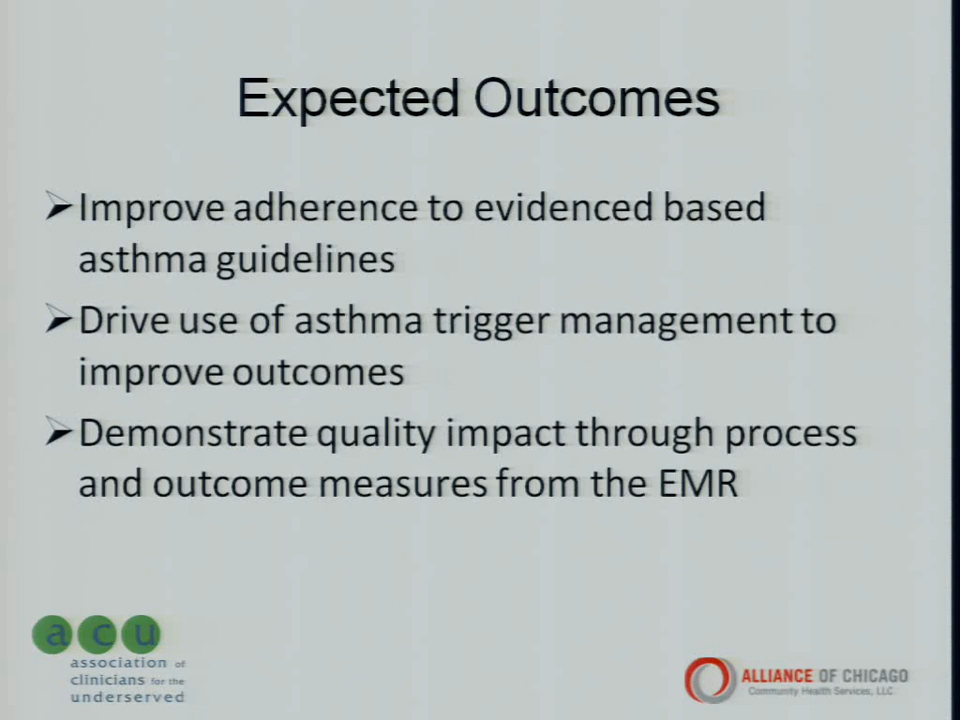 Expected Outcomes
➢Improve adherence to evidenced based
asthma guidelines
➢Drive use of asthma trigger management to
improve outcomes
➢Demonstrate quality impact through process
and outcome measures from the EMR
acu
association of
clinicians for the
underserved
ALLIANCE OF CHICAGO
Community Health Services, LLC